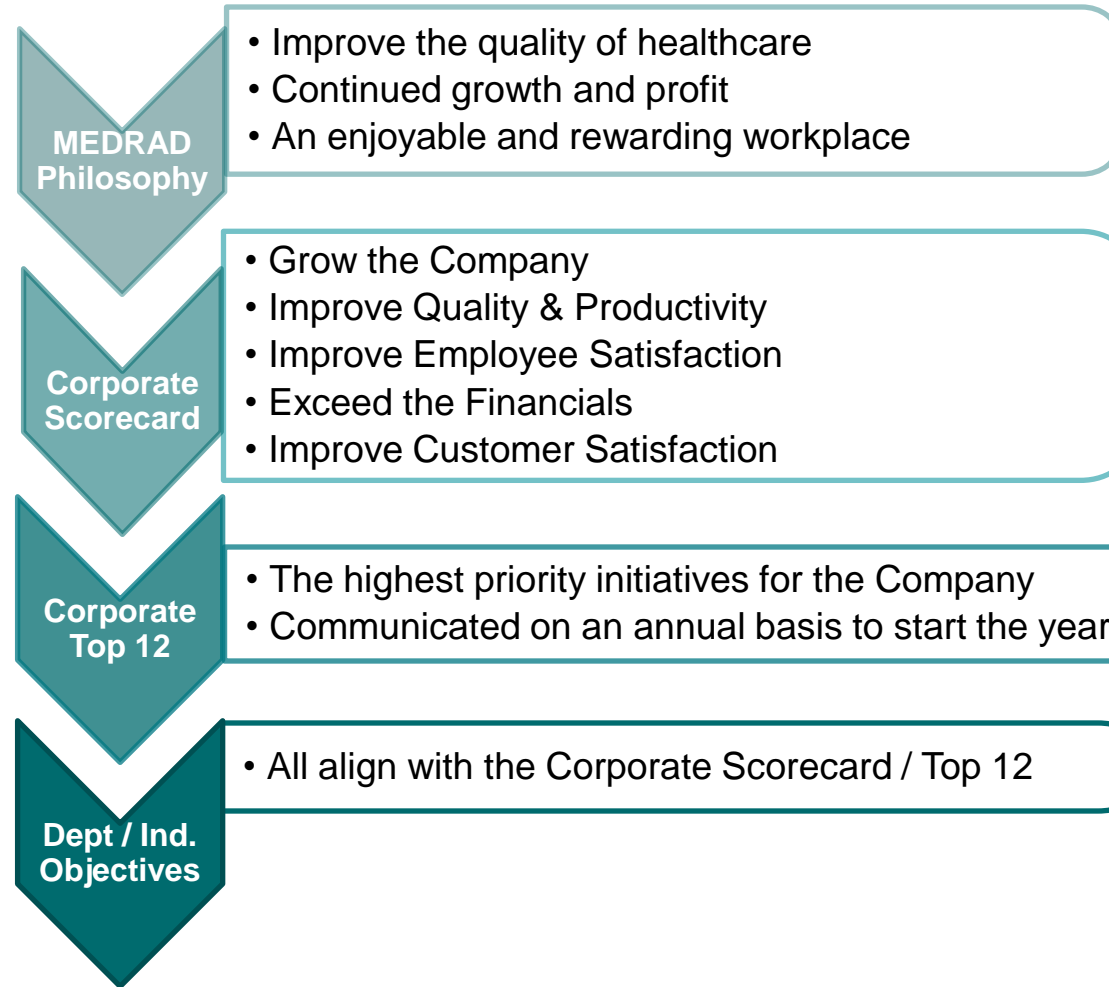 MEDRAD
Philosophy
• Improve the quality of healthcare
• Continued growth and profit
• An enjoyable and rewarding workplace
Corporate
Scorecard
• Grow the Company
• Improve Quality & Productivity
• Improve Employee Satisfaction
• Exceed the Financials
• Improve Customer Satisfaction
Corporate
Top 12
• The highest priority initiatives for the Company
• Communicated on an annual basis to start the year
Dept / Ind.
Objectives
• All align with the Corporate Scorecard / Top 12